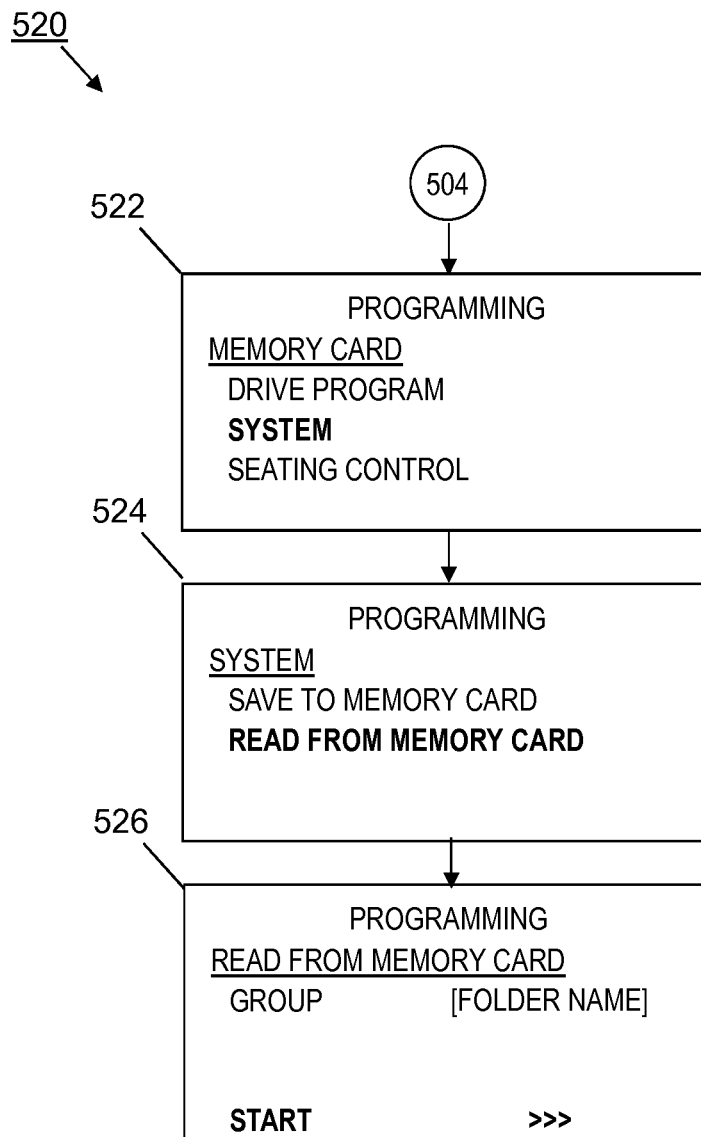 520
504
522
PROGRAMMING
MEMORY CARD
DRIVE PROGRAM
SYSTEM
SEATING CONTROL
524
PROGRAMMING
SYSTEM
SAVE TO MEMORY CARD
READ FROM MEMORY CARD
526
PROGRAMMING
READ FROM MEMORY CARD
GROUP [FOLDER NAME]
START >>>